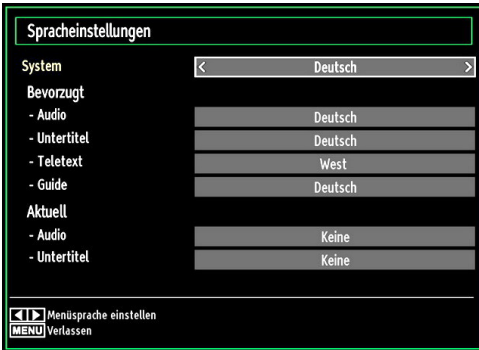 Spracheinstellungen
System < Deutsch >
Bevorzugt
- Audio Deutsch
- Untertitel Deutsch
- Teletext West
- Guide Deutsch
Aktuell
- Audio Keine
- Untertitel Keine
Menüsprache einstellen
MENU Verlassen